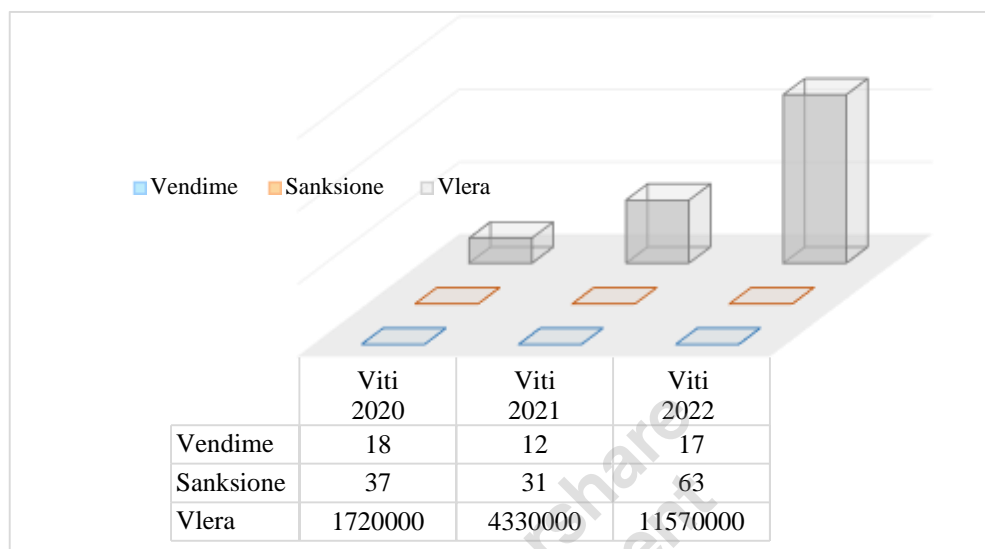 Vendime Sanksione Vlera
Viti 2020 Viti 2021 Viti 2022
Vendime 18 12 17
Sanksione 37 31 63
Vlera 1720000 4330000 11570000